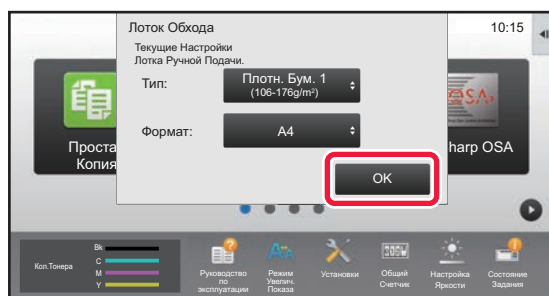 Лоток Обхода
10:15
Текущие Настройки
Лотка Ручной Подачи.
Тип:
Плотн. Бум. 1
(106-176g/m²)
Формат:
A4
OK
Проста
Копия
harp OSA
Кол.Тонера
Bk
C
M
Y
Руководство
по
эксплуатации
Режим
Увелич.
Показа
Установки
Общий
Счетчик
Настройка
Яркости
Состояние
Задания